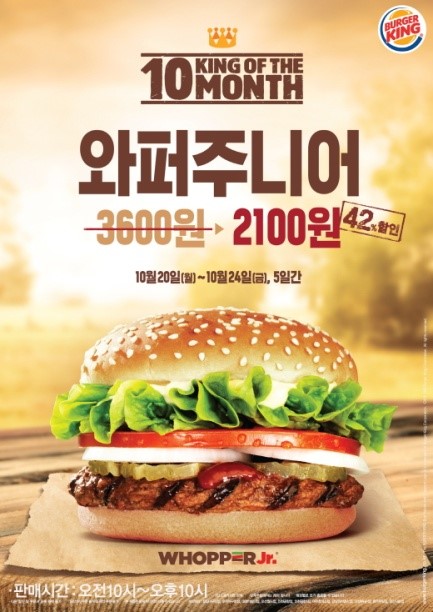 BURGER KING
10 KING OF THE MONTH
와퍼주니어
3600원 ▸ 2100원 42%할인
10월20일(월)~10월24일(금), 5일간
WHOPPER Jr.
·판매시간 : 오전10시~오후10시